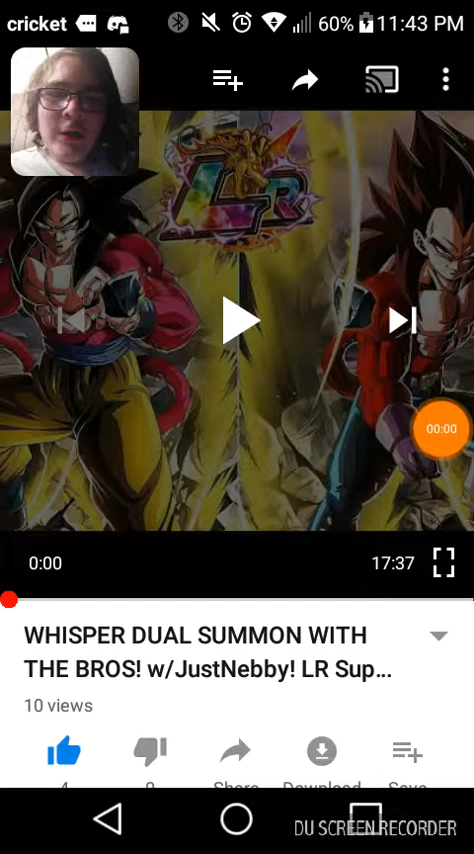 cricket 60% 11:43 PM
LR
00:00
0:00 17:37
WHISPER DUAL SUMMON WITH
THE BROS! w/JustNebby! LR Sup...
10 views
4 0 Share Download Save
DU SCREEN RECORDER